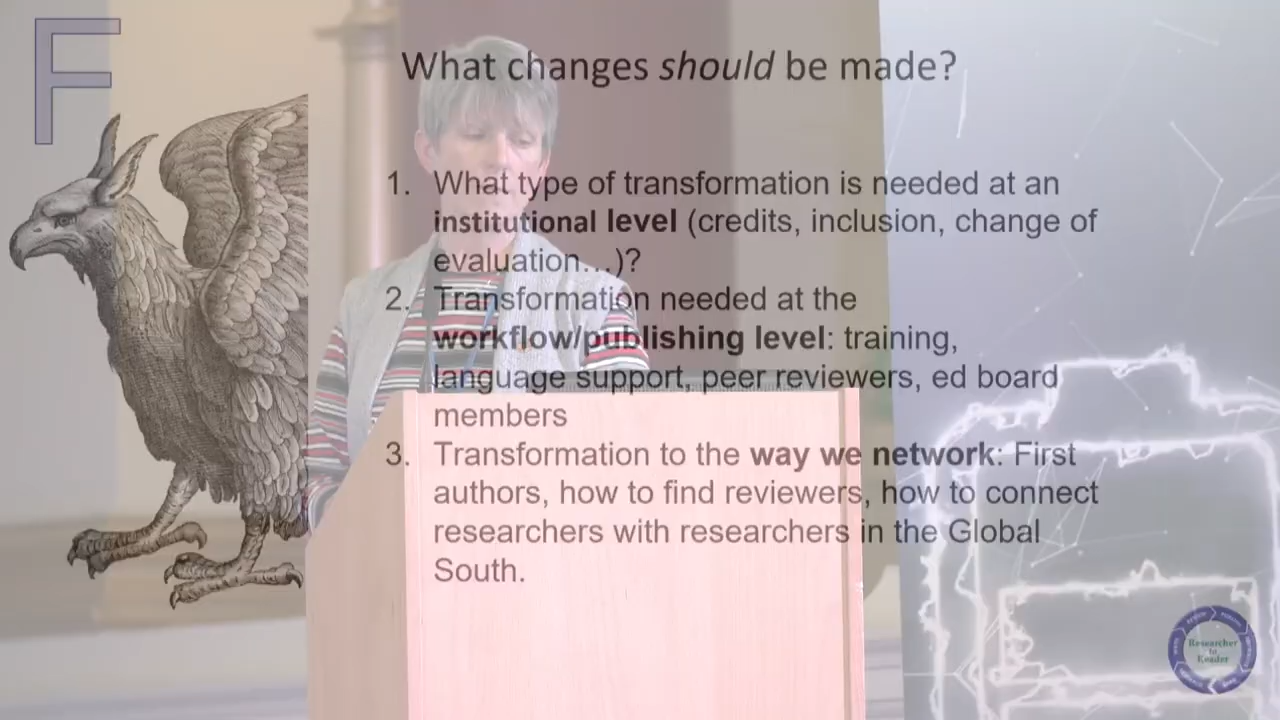 F
What changes should be made?
1. What type of transformation is needed at an
institutional level (credits, inclusion, change of
evaluation…)?
2. Transformation needed at the
workflow/publishing level: training,
language support, peer reviewers, ed board
members
3. Transformation to the way we network: First
authors, how to find reviewers, how to connect
researchers with researchers in the Global
South.
Researcher
to
Reader